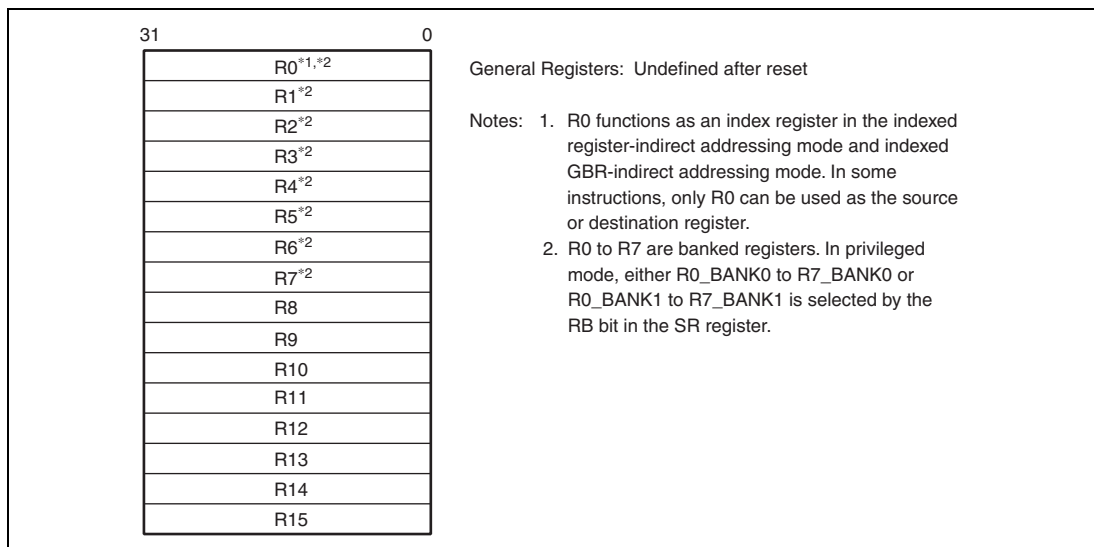 31 0
R0*1,*2
R1*2
R2*2
R3*2
R4*2
R5*2
R6*2
R7*2
R8
R9
R10
R11
R12
R13
R14
R15
General Registers: Undefined after reset
Notes: 1. R0 functions as an index register in the indexed
register-indirect addressing mode and indexed
GBR-indirect addressing mode. In some
instructions, only R0 can be used as the source
or destination register.
2. R0 to R7 are banked registers. In privileged
mode, either R0_BANK0 to R7_BANK0 or
R0_BANK1 to R7_BANK1 is selected by the
RB bit in the SR register.